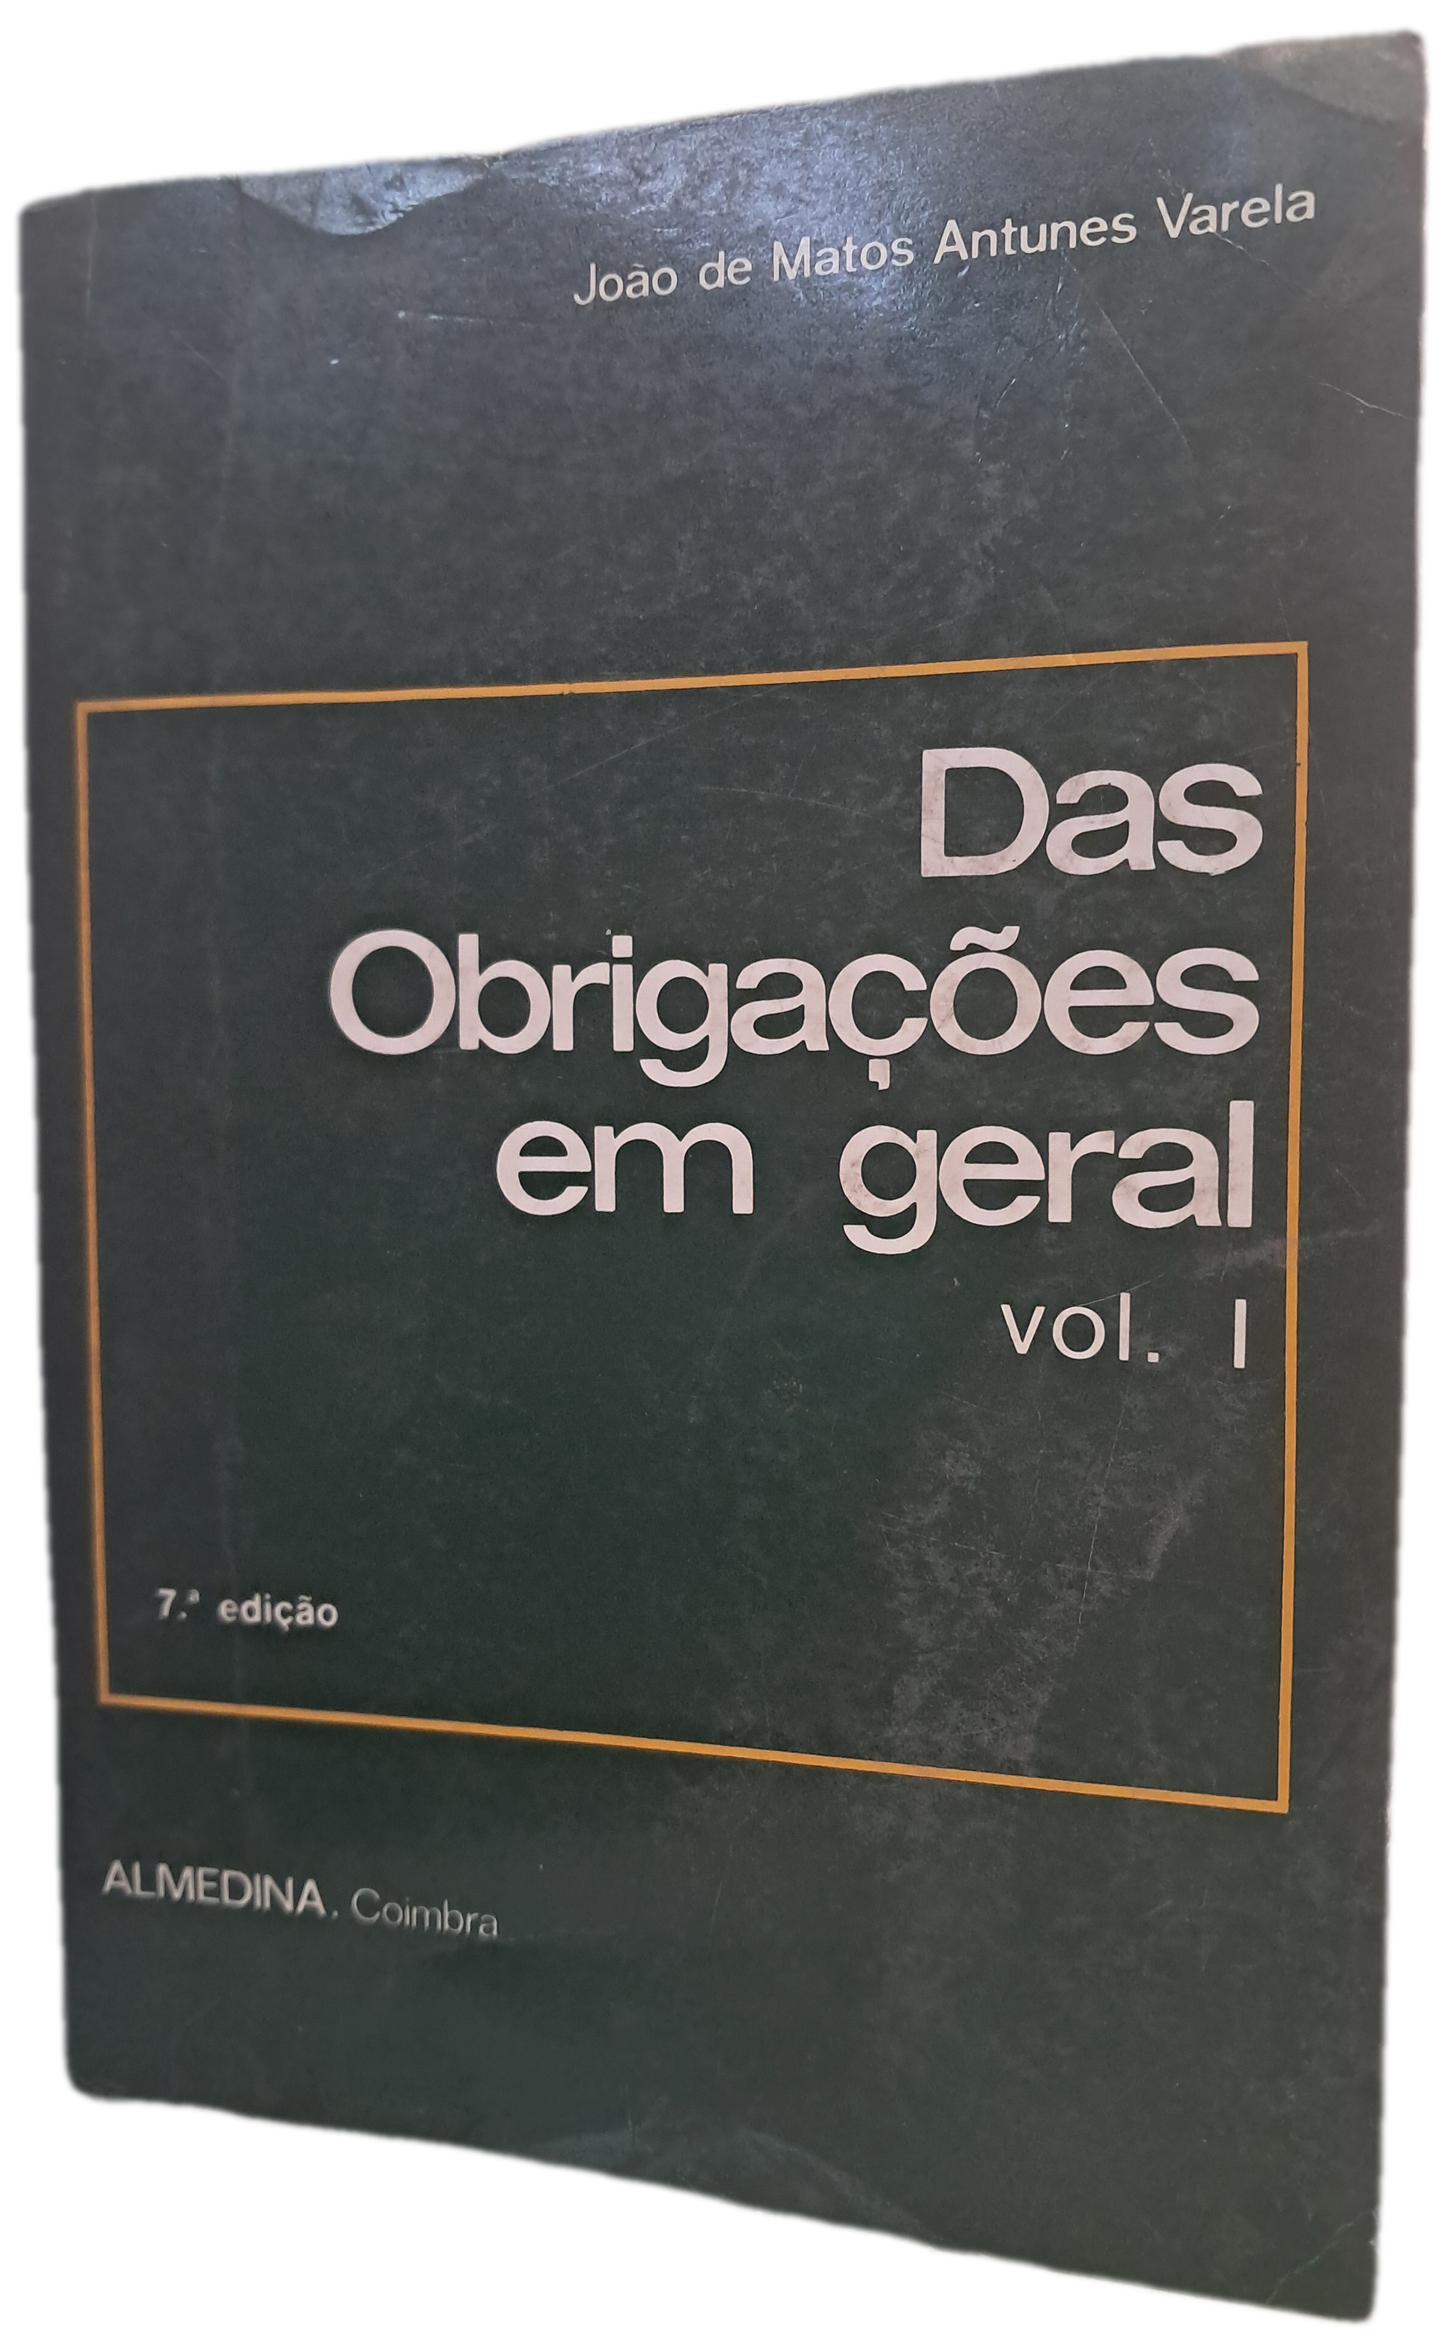 João de Matos Antunes Varela
Das
Obrigações
em geral
vol. I
7.ª edição
ALMEDINA. Coimbra